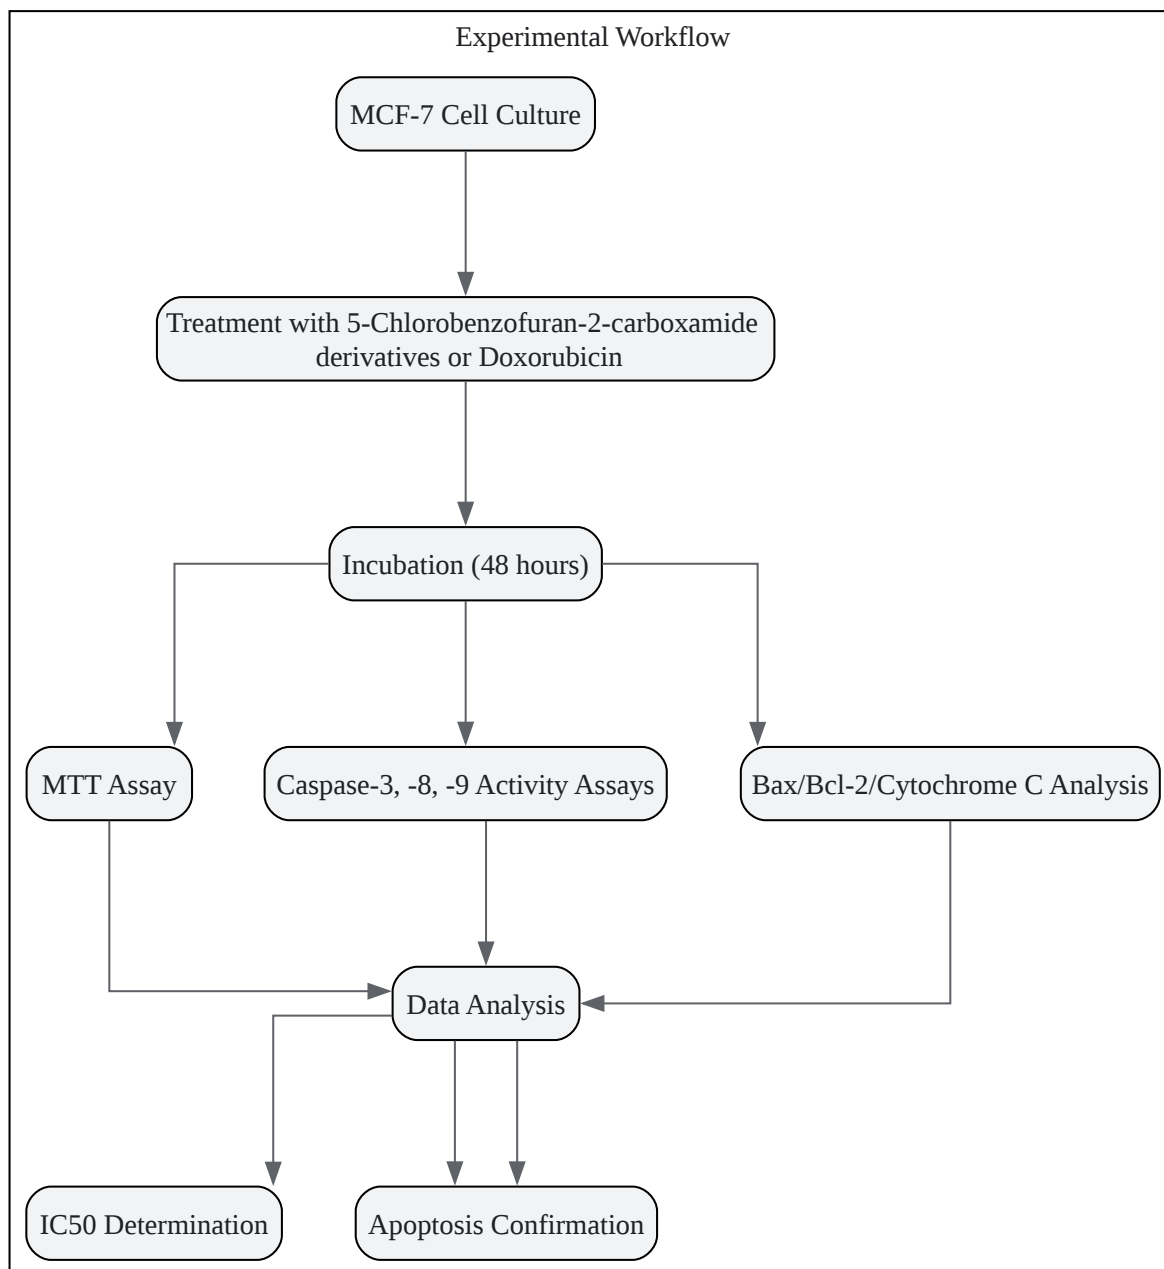 Experimental Workflow
MCF-7 Cell Culture
Treatment with 5-Chlorobenzofuran-2-carboxamide
derivatives or Doxorubicin
Incubation (48 hours)
MTT Assay
Caspase-3, -8, -9 Activity Assays
Bax/Bcl-2/Cytochrome C Analysis
Data Analysis
IC50 Determination
Apoptosis Confirmation